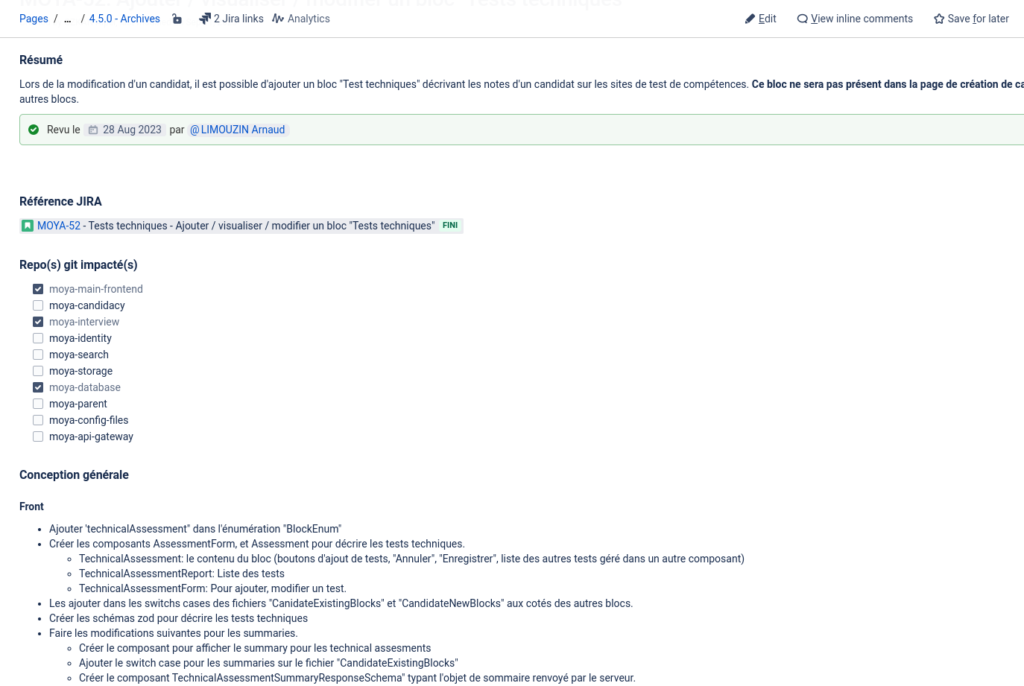 MOYA-52: Ajouter / visualiser / modifier un bloc "Tests techniques"
Pages / ... / 4.5.0 - Archives 2 Jira links Analytics Edit View inline comments Save for later
Résumé
Lors de la modification d'un candidat, il est possible d'ajouter un bloc "Test techniques" décrivant les notes d'un candidat sur les sites de test de compétences. Ce bloc ne sera pas présent dans la page de création de
autres blocs.
Revu le 28 Aug 2023 par @LIMOUZIN Arnaud
Référence JIRA
MOYA-52 - Tests techniques - Ajouter / visualiser / modifier un bloc "Tests techniques" FINI
Repo(s) git impacté(s)
moya-main-frontend
moya-candidacy
moya-interview
moya-identity
moya-search
moya-storage
moya-database
moya-parent
moya-config-files
moya-api-gateway
Conception générale
Front
• Ajouter 'technicalAssessment" dans l'énumération "BlockEnum"
• Créer les composants AssessmentForm, et Assessment pour décrire les tests techniques.
◦ TechnicalAssessment: le contenu du bloc (boutons d'ajout de tests, "Annuler", "Enregistrer", liste des autres tests géré dans un autre composant)
◦ TechnicalAssessmentReport: Liste des tests
◦ TechnicalAssessmentForm: Pour ajouter, modifier un test.
• Les ajouter dans les switchs cases des fichiers "CanidateExistingBlocks" et "CandidateNewBlocks" aux cotés des autres blocs.
• Créer les schémas zod pour décrire les tests techniques
• Faire les modifications suivantes pour les summaries.
◦ Créer le composant pour afficher le summary pour les technical assesments
◦ Ajouter le switch case pour les summaries sur le fichier "CandidateExistingBlocks"
◦ Créer le composant TechnicalAssessmentSummaryResponseSchema" typant l'objet de sommaire renvoyé par le serveur.